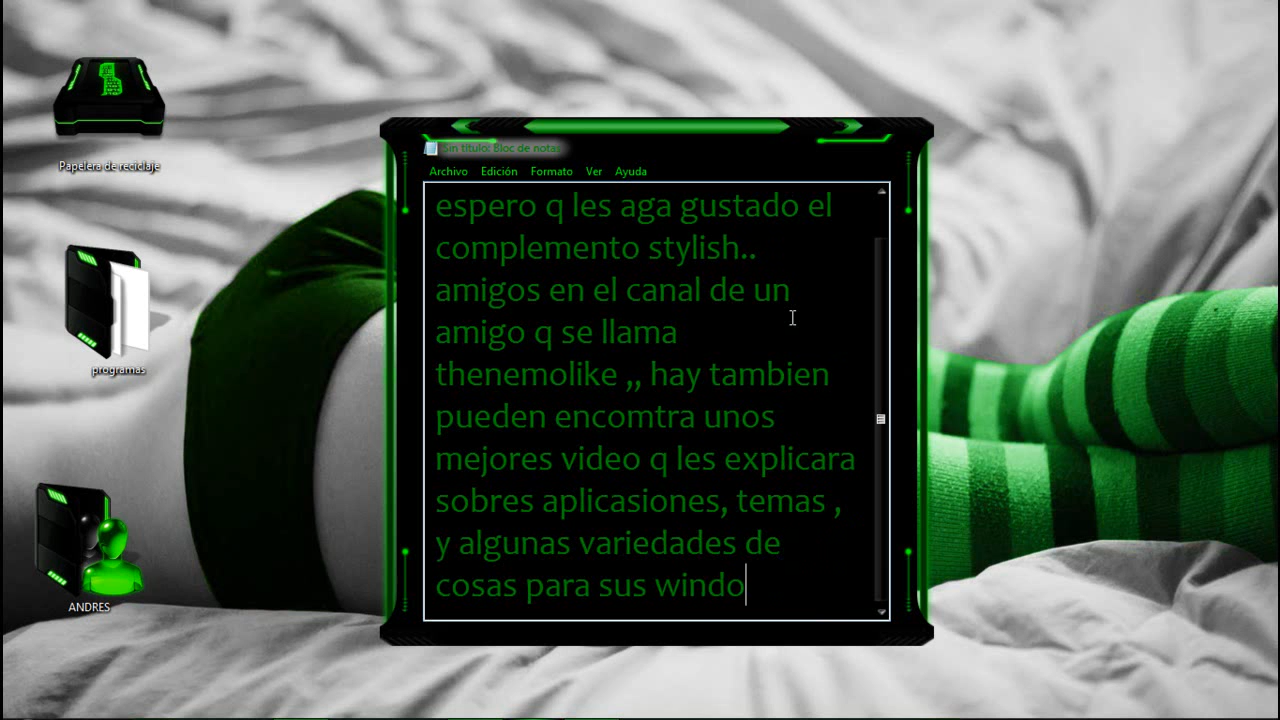 Papelera de reciclaje
programas
ANDRES
Sin título: Bloc de notas
Archivo Edición Formato Ver Ayuda
espero q les aga gustado el
complemento stylish..
amigos en el canal de un
amigo q se llama
thenemolike ,, hay tambien
pueden encomtra unos
mejores video q les explicara
sobres aplicasiones, temas ,
y algunas variedades de
cosas para sus windo